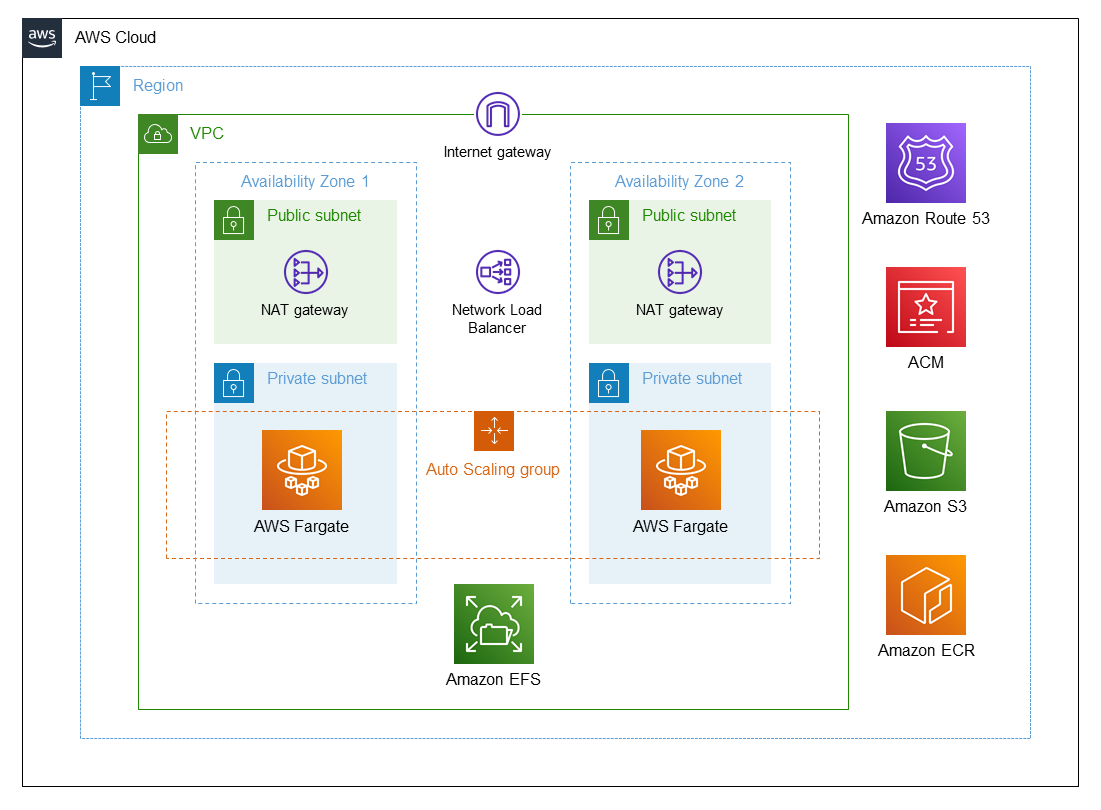 aws
AWS Cloud
Region
VPC
Internet gateway
Availability Zone 1
Availability Zone 2
Public subnet
Public subnet
53
Amazon Route 53
NAT gateway
Network Load
Balancer
NAT gateway
ACM
Private subnet
Private subnet
Auto Scaling group
AWS Fargate
AWS Fargate
Amazon S3
Amazon EFS
Amazon ECR